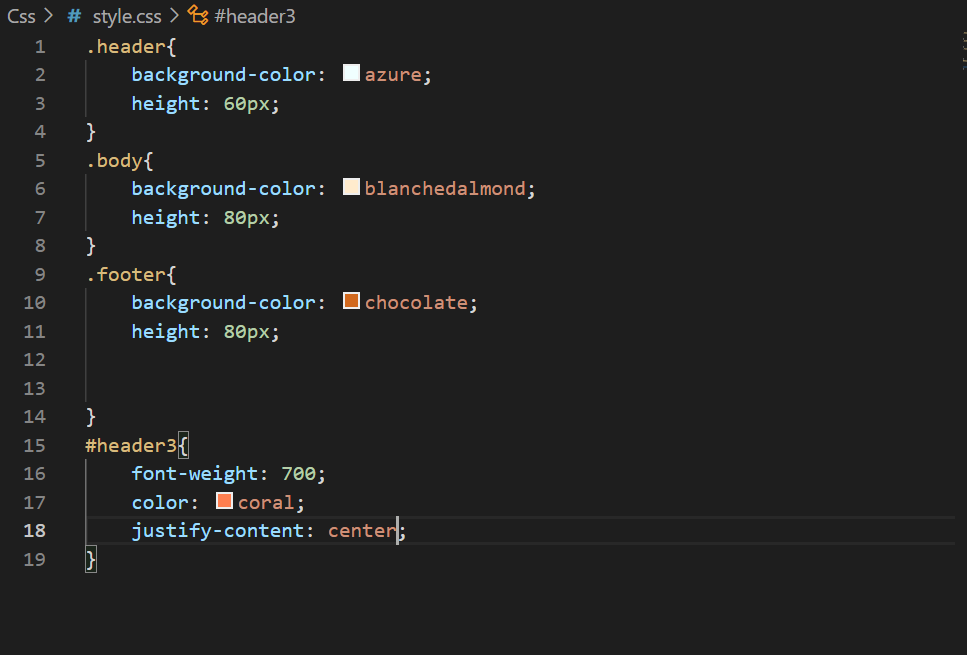 Css > # style.css > #header3
1 .header{
2 background-color: azure;
3 height: 60px;
4 }
5 .body{
6 background-color: blanchedalmond;
7 height: 80px;
8 }
9 .footer{
10 background-color: chocolate;
11 height: 80px;
12
13
14 }
15 #header3{
16 font-weight: 700;
17 color: coral;
18 justify-content: center;
19 }